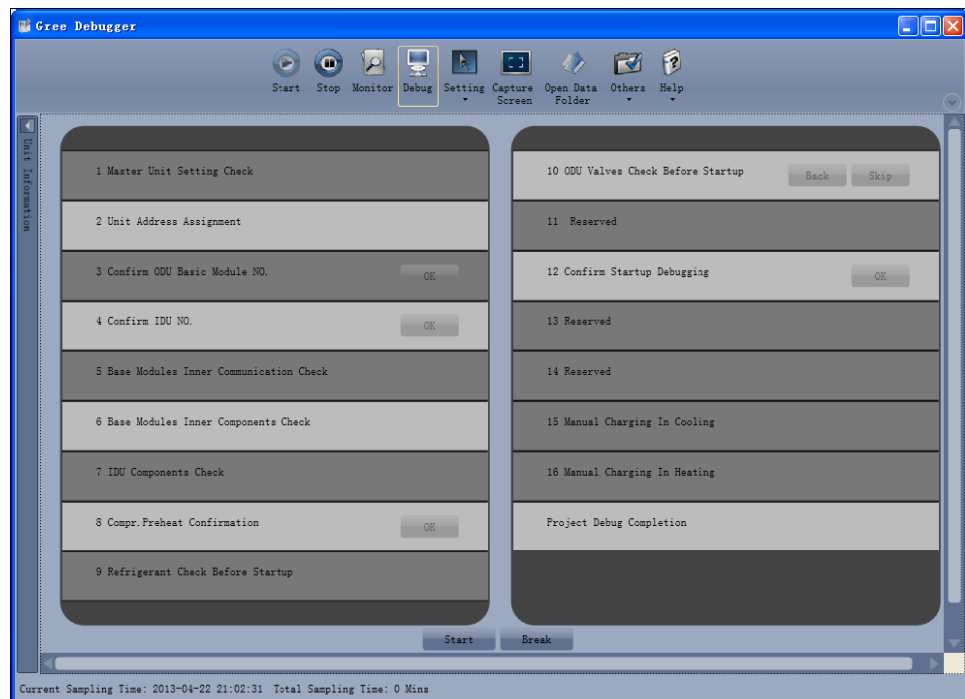 Gree Debugger
Start Stop Monitor Debug Setting Capture Screen Open Data Folder Others Help
Unit Information
1 Master Unit Setting Check
2 Unit Address Assignment
3 Confirm ODU Basic Module NO. OK
4 Confirm IDU NO. OK
5 Base Modules Inner Communication Check
6 Base Modules Inner Components Check
7 IDU Components Check
8 Compr.Preheat Confirmation OK
9 Refrigerant Check Before Startup
10 ODU Valves Check Before Startup Back Skip
11 Reserved
12 Confirm Startup Debugging OK
13 Reserved
14 Reserved
15 Manual Charging In Cooling
16 Manual Charging In Heating
Project Debug Completion
Start Break
Current Sampling Time: 2013-04-22 21:02:31 Total Sampling Time: 0 Mins